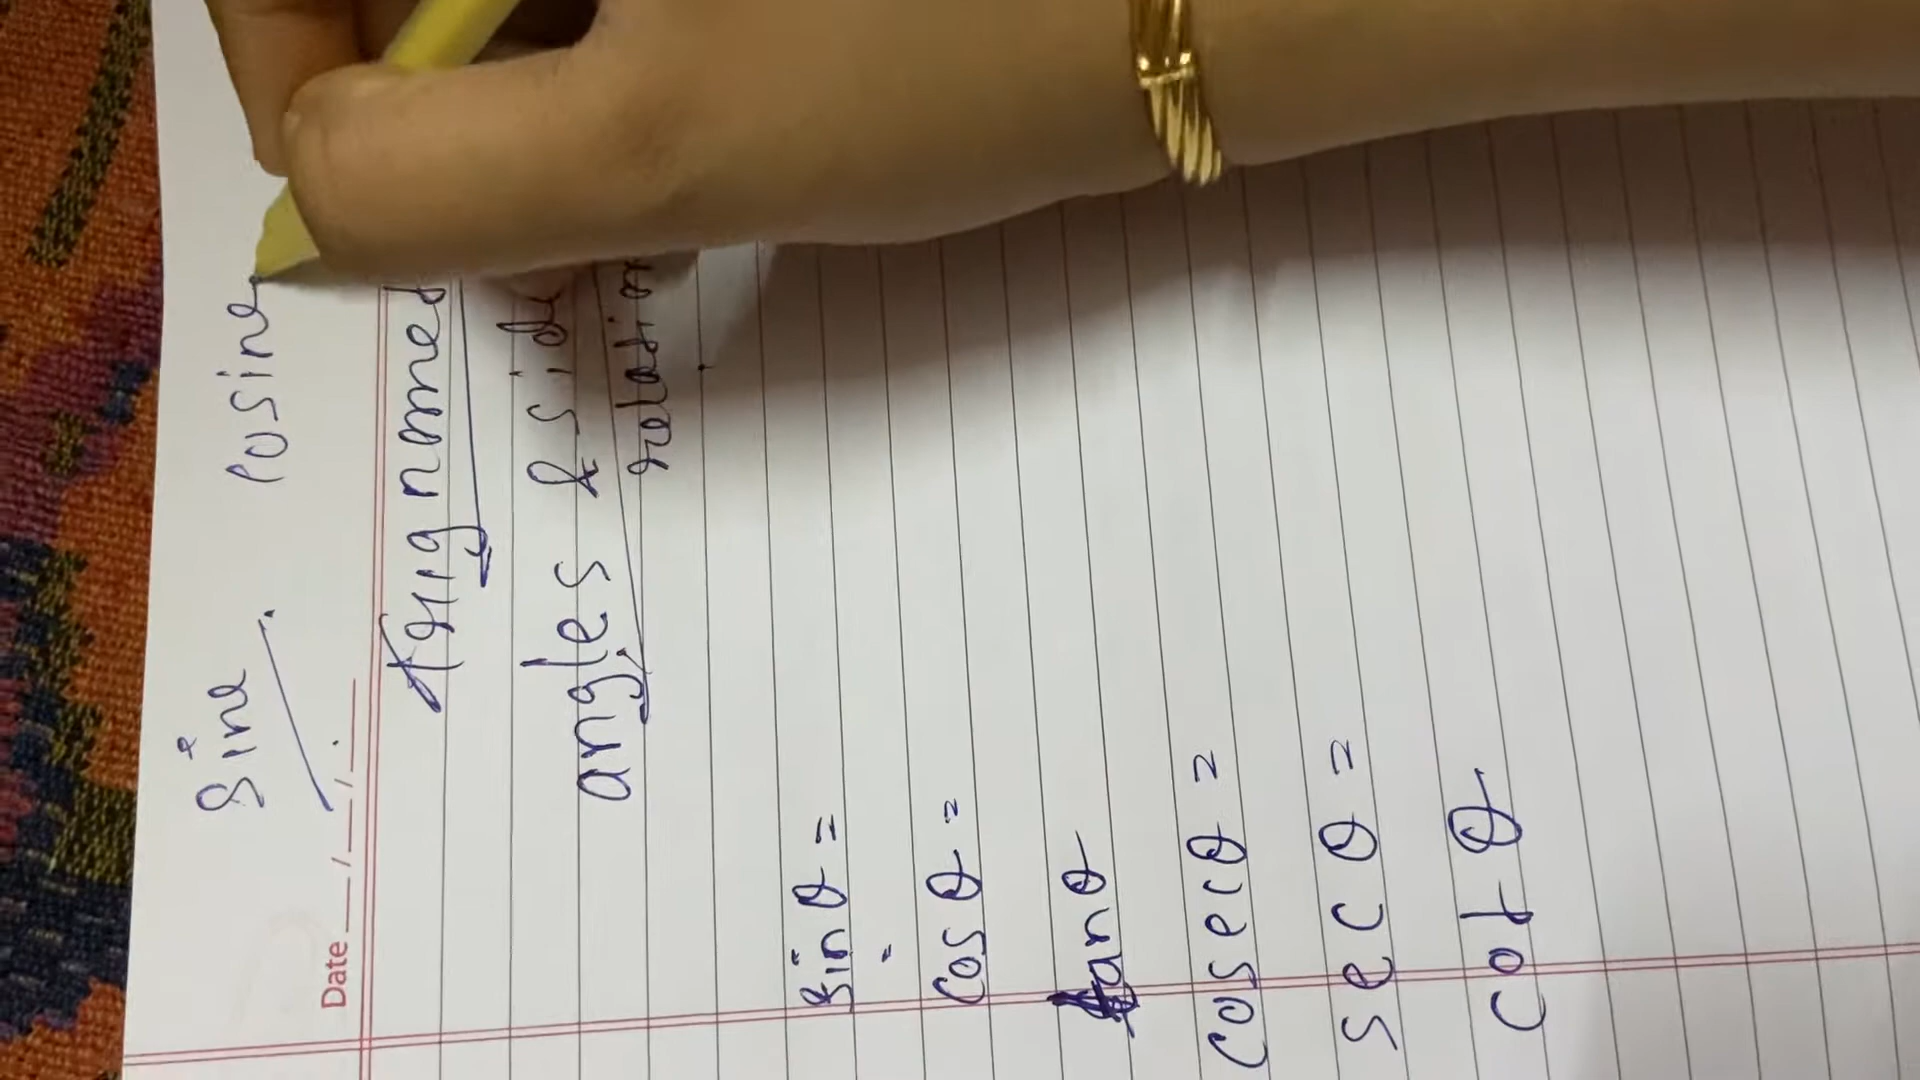 Sine cosine
Date
Trignomet
angles & side
relation
Sinθ =
Cosθ =
tanθ
Cosecθ =
Secθ =
Cotθ